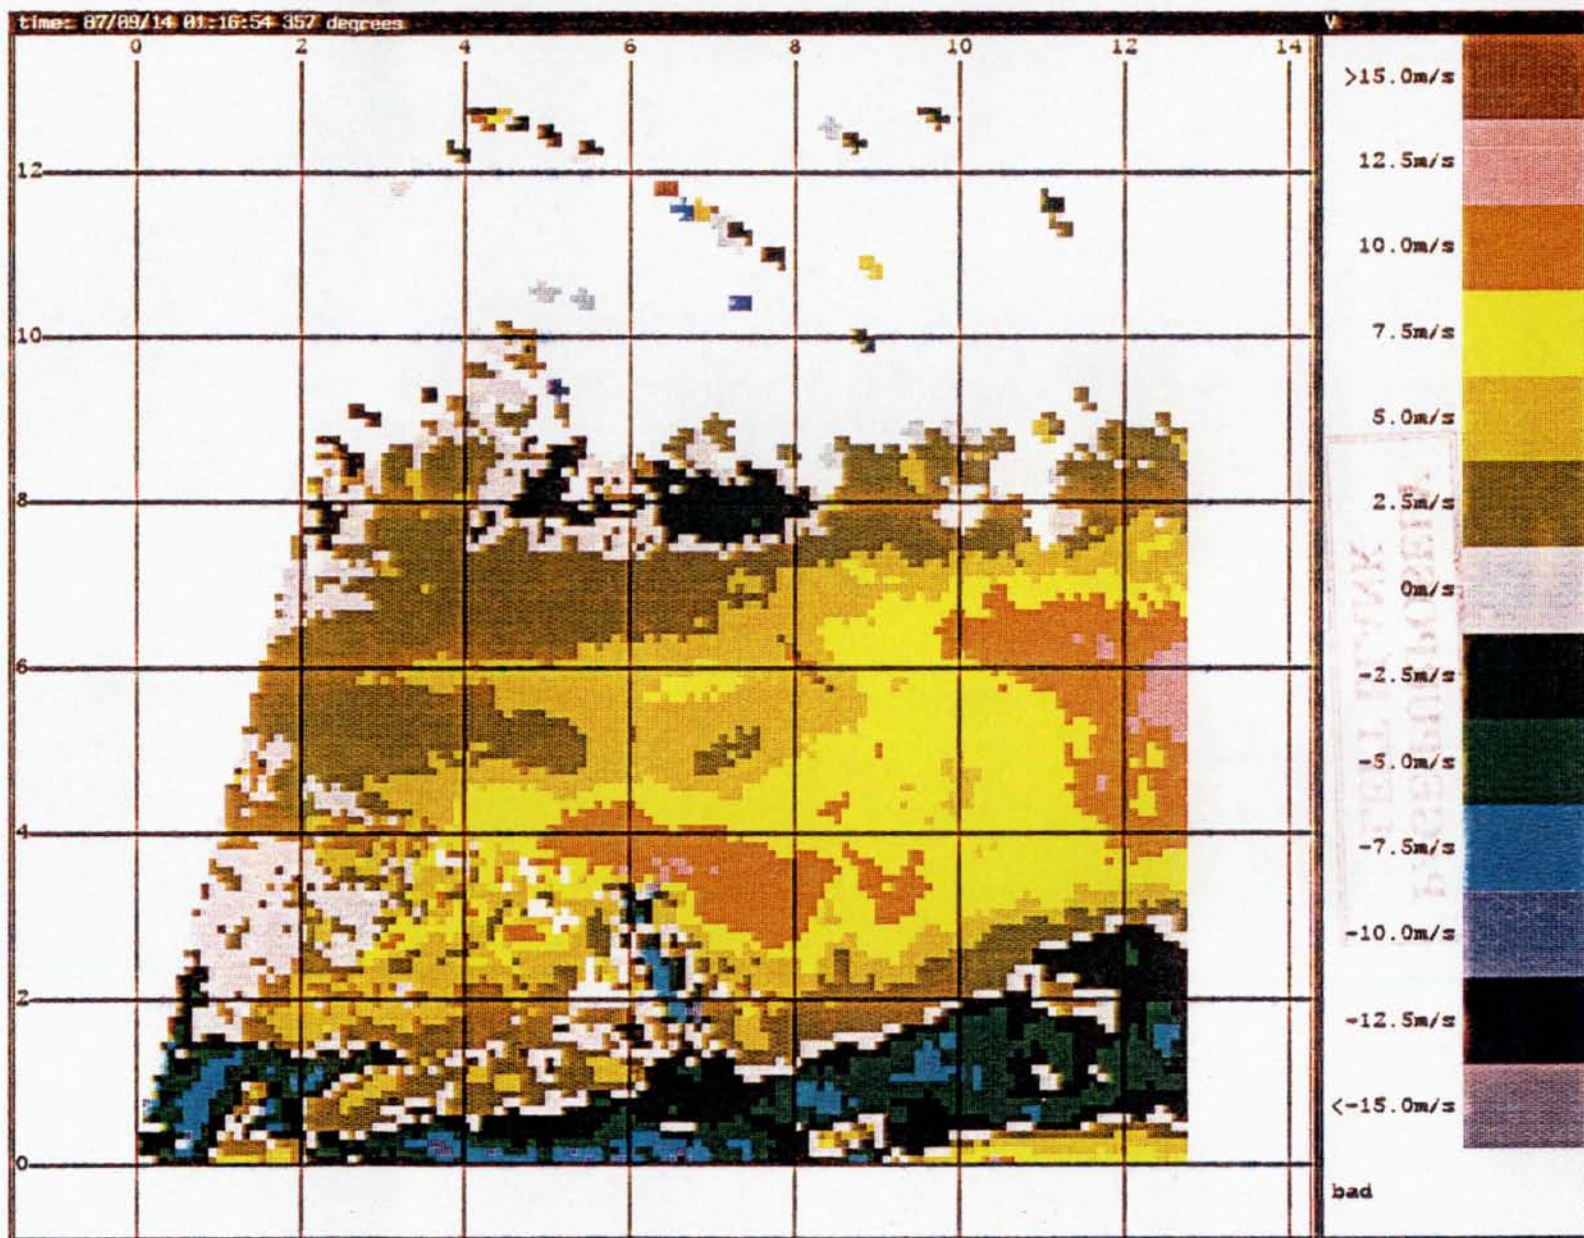 time: 87/09/14 01:16:54 357 degrees
V
0 2 4 6 8 10 12 14
12
10
8
6
4
2
0
>15.0m/s
12.5m/s
10.0m/s
7.5m/s
5.0m/s
2.5m/s
0m/s
-2.5m/s
-5.0m/s
-7.5m/s
-10.0m/s
-12.5m/s
<-15.0m/s
bad